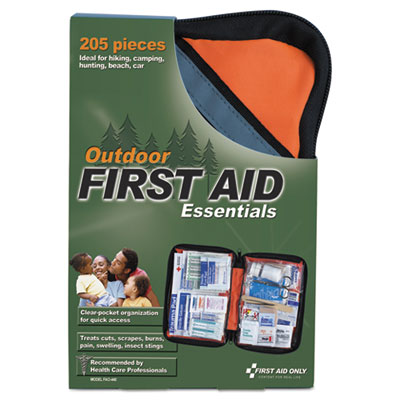 205 pieces
Ideal for hiking, camping,
hunting, beach, car
Outdoor
FIRST AID
Essentials
Clear-pocket organization
for quick access
Treats cuts, scrapes, burns,
pain, swelling, insect stings
Recommended by
Health Care Professionals
FIRST AID ONLY